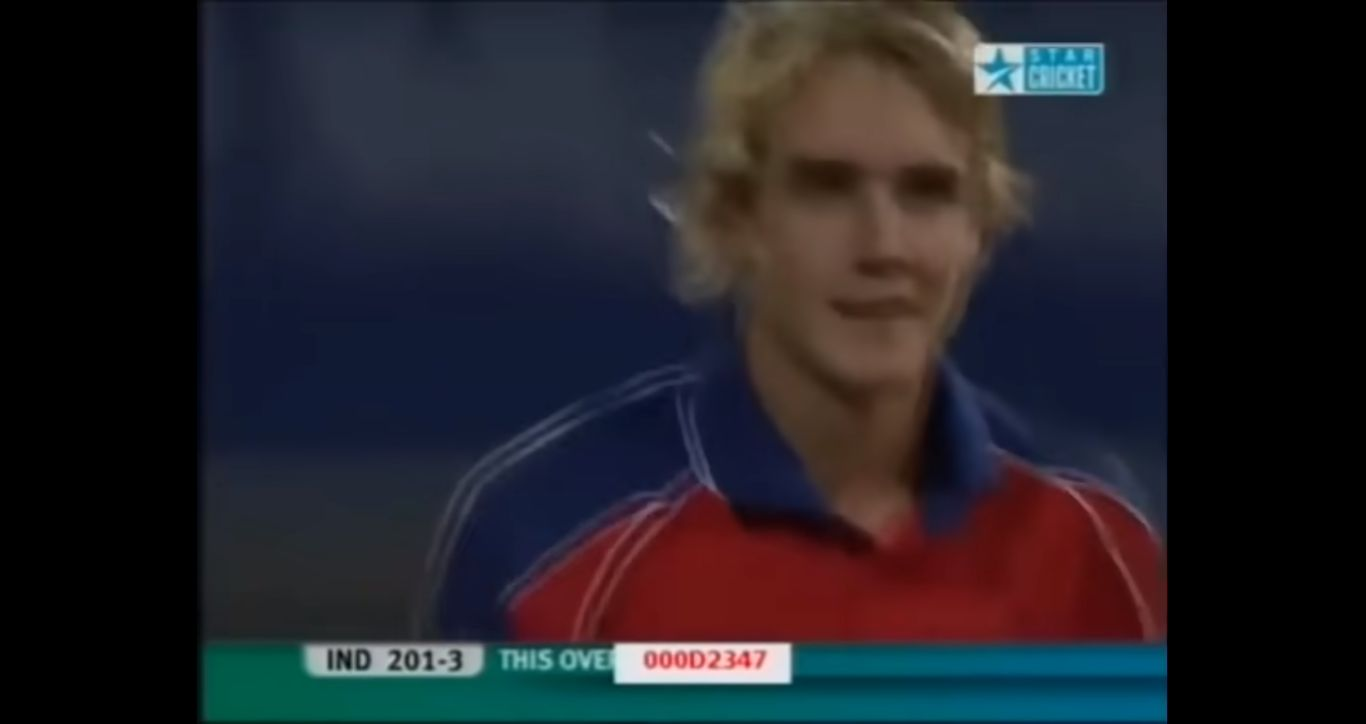 STAR
CRICKET
IND 201-3 THIS OVE 000D2347